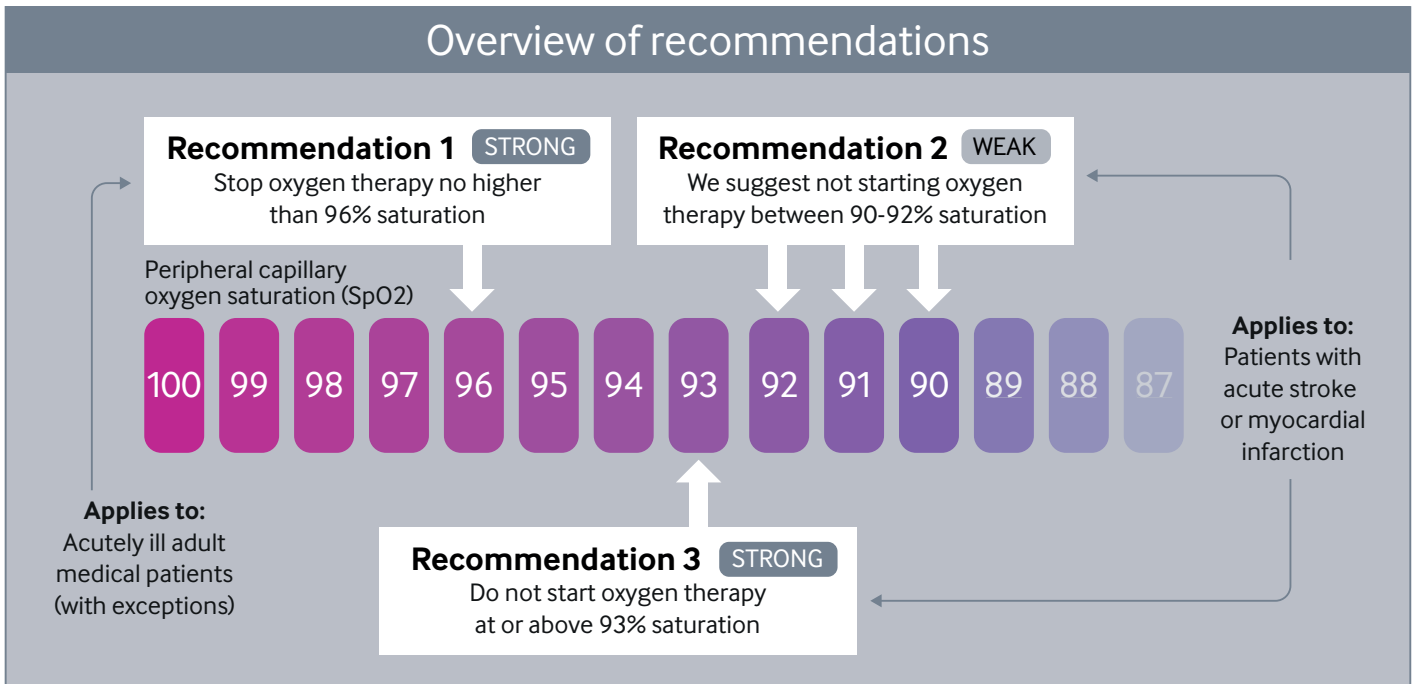 Overview of recommendations
Recommendation 1 STRONG
Stop oxygen therapy no higher
than 96% saturation
Recommendation 2 WEAK
We suggest not starting oxygen
therapy between 90-92% saturation
Peripheral capillary
oxygen saturation (SpO2)
100 99 98 97 96 95 94 93 92 91 90 89 88 87
Applies to:
Patients with
acute stroke
or myocardial
infarction
Applies to:
Acutely ill adult
medical patients
(with exceptions)
Recommendation 3 STRONG
Do not start oxygen therapy
at or above 93% saturation